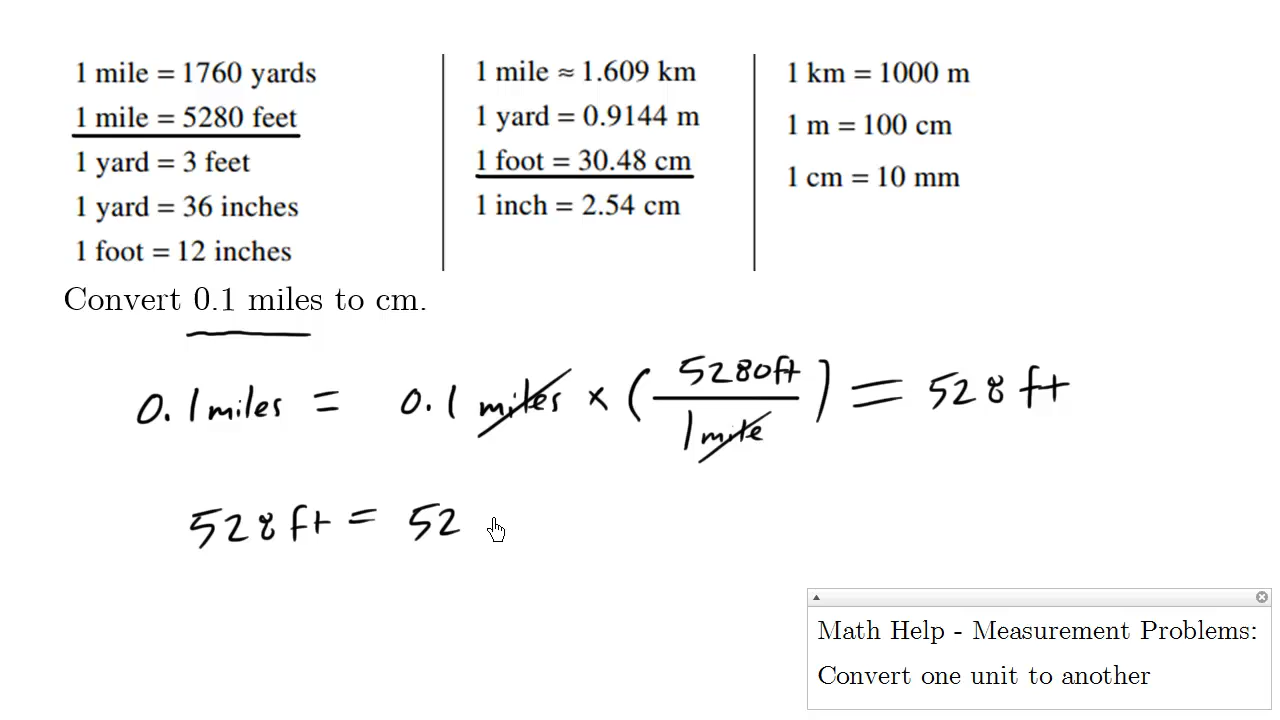 1 mile = 1760 yards
1 mile = 5280 feet
1 yard = 3 feet
1 yard = 36 inches
1 foot = 12 inches
1 mile ≈ 1.609 km
1 yard = 0.9144 m
1 foot = 30.48 cm
1 inch = 2.54 cm
1 km = 1000 m
1 m = 100 cm
1 cm = 10 mm
Convert 0.1 miles to cm.
0.1 miles = 0.1 miles × (5280ft / 1 mile) = 528 ft
528 ft = 52
Math Help - Measurement Problems:
Convert one unit to another